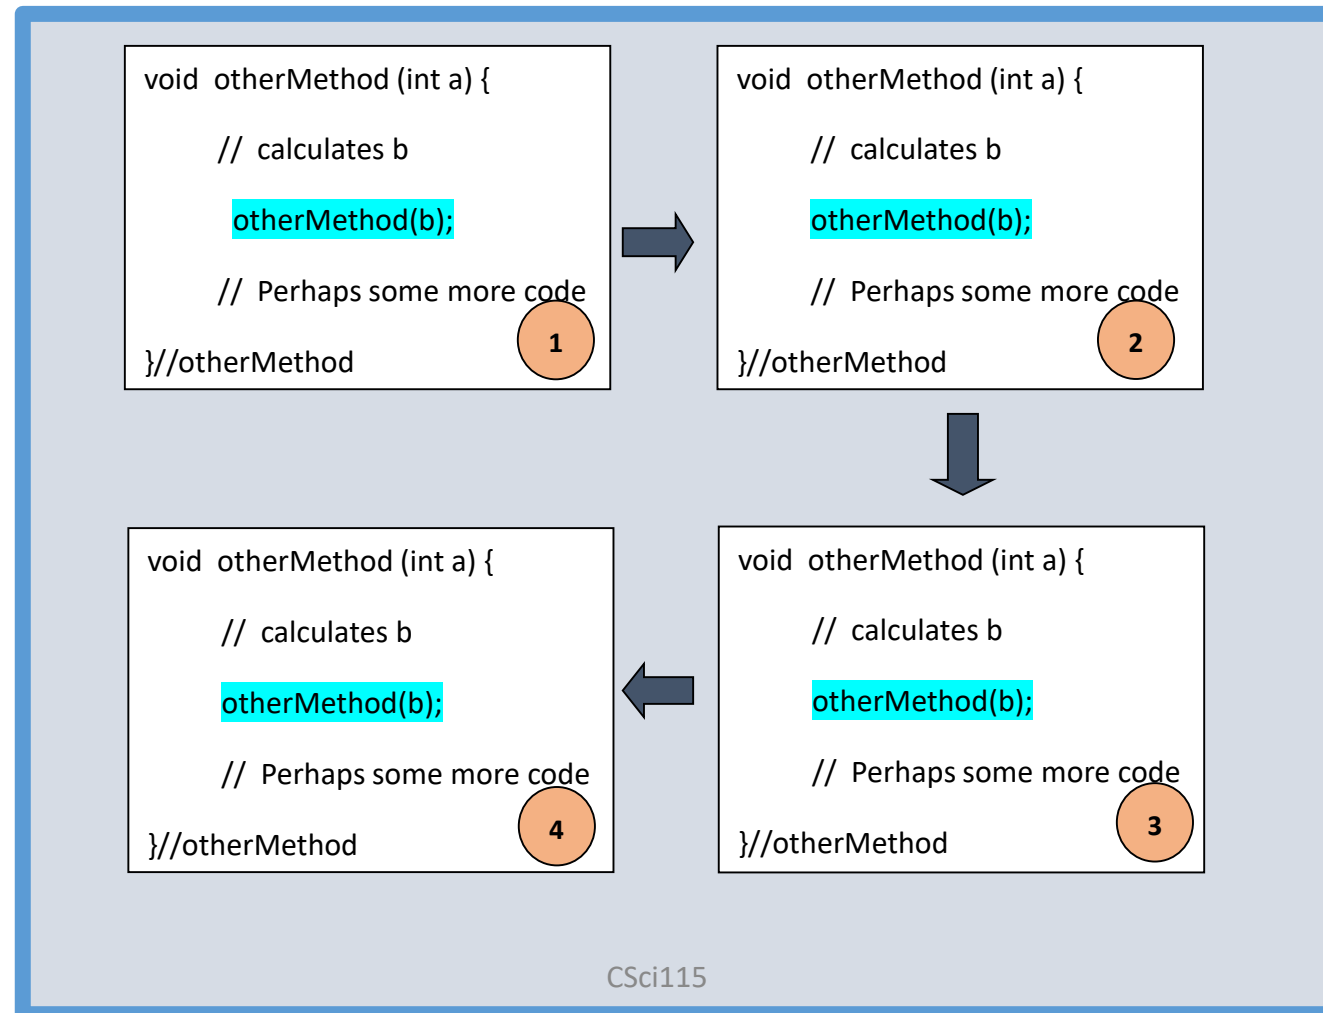 void  otherMethod (int a) {
//  calculates b
otherMethod(b);
//  Perhaps some more code
1
}//otherMethod
void  otherMethod (int a) {
//  calculates b
otherMethod(b);
//  Perhaps some more code
2
}//otherMethod
void  otherMethod (int a) {
//  calculates b
otherMethod(b);
//  Perhaps some more code
3
}//otherMethod
void  otherMethod (int a) {
//  calculates b
otherMethod(b);
//  Perhaps some more code
4
}//otherMethod
CSci115